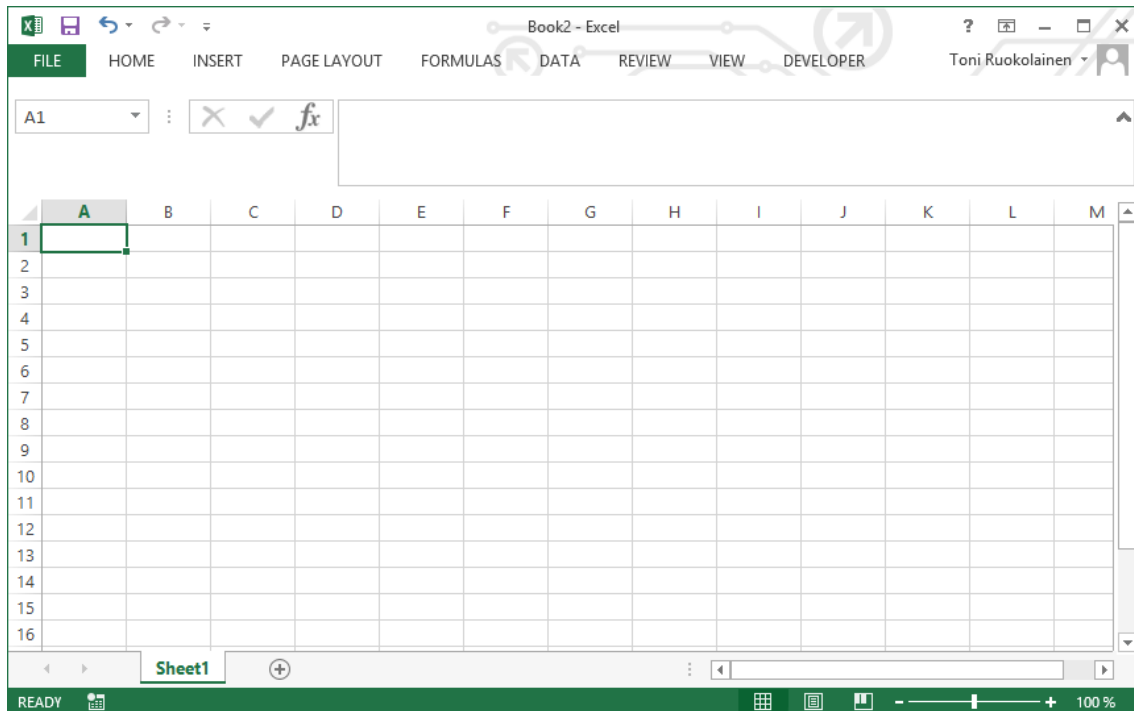 Book2 - Excel ?
FILE HOME INSERT PAGE LAYOUT FORMULAS DATA REVIEW VIEW DEVELOPER Toni Ruokolainen
A1 fx
A B C D E F G H I J K L M
1
2
3
4
5
6
7
8
9
10
11
12
13
14
15
16
Sheet1
READY 100 %